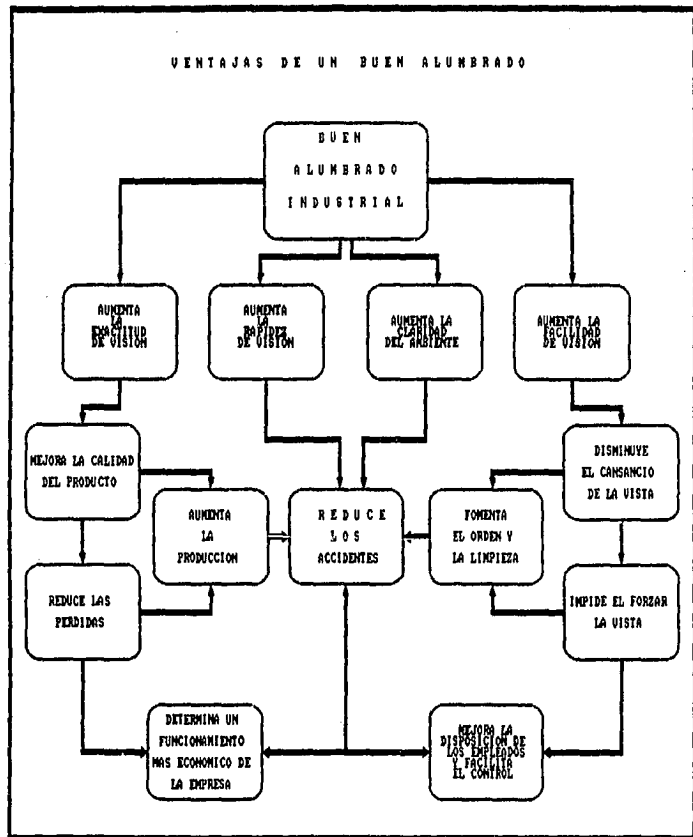 VENTAJAS DE UN BUEN ALUMBRADO
BUEN
ALUMBRADO
INDUSTRIAL
AUMENTA
LA
EXACTITUD
DE VISION
AUMENTA
LA
RAPIDEZ
DE VISION
AUMENTA LA
CLARIDAD
DEL AMBIENTE
AUMENTA LA
FACILIDAD
DE VISION
MEJORA LA CALIDAD
DEL PRODUCTO
DISMINUYE
EL CANSANCIO
DE LA VISTA
AUMENTA
LA
PRODUCCION
REDUCE
LOS
ACCIDENTES
FOMENTA
EL ORDEN Y
LA LIMPIEZA
REDUCE LAS
PERDIDAS
IMPIDE EL FORZAR
LA VISTA
DETERMINA UN
FUNCIONAMIENTO
MAS ECONOMICO DE
LA EMPRESA
MEJORA LA
DISPOSICION DE
LOS EMPLEADOS
Y FACILITA
EL CONTROL